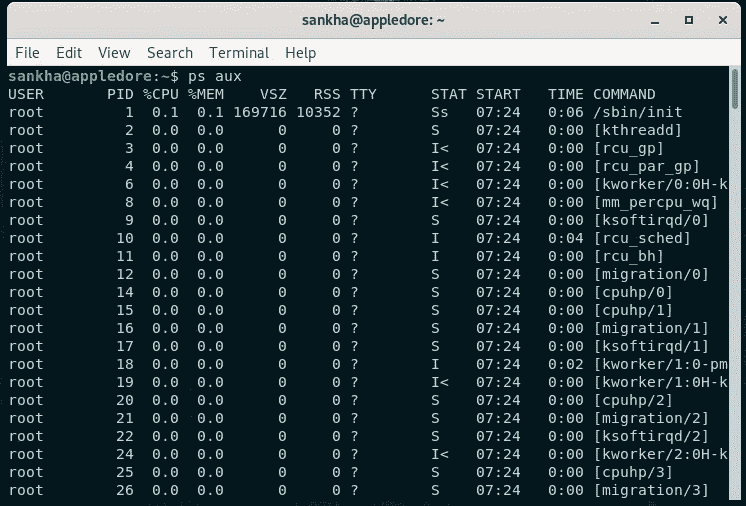 sankha@appledore: ~
File Edit View Search Terminal Help
sankha@appledore:~$ ps aux
USER PID %CPU %MEM VSZ RSS TTY STAT START TIME COMMAND
root 1 0.1 0.1 169716 10352 ? Ss 07:24 0:06 /sbin/init
root 2 0.0 0.0 0 0 ? S 07:24 0:00 [kthreadd]
root 3 0.0 0.0 0 0 ? I< 07:24 0:00 [rcu_gp]
root 4 0.0 0.0 0 0 ? I< 07:24 0:00 [rcu_par_gp]
root 6 0.0 0.0 0 0 ? I< 07:24 0:00 [kworker/0:0H-k
root 8 0.0 0.0 0 0 ? I< 07:24 0:00 [mm_percpu_wq]
root 9 0.0 0.0 0 0 ? S 07:24 0:00 [ksoftirqd/0]
root 10 0.0 0.0 0 0 ? I 07:24 0:04 [rcu_sched]
root 11 0.0 0.0 0 0 ? I 07:24 0:00 [rcu_bh]
root 12 0.0 0.0 0 0 ? S 07:24 0:00 [migration/0]
root 14 0.0 0.0 0 0 ? S 07:24 0:00 [cpuhp/0]
root 15 0.0 0.0 0 0 ? S 07:24 0:00 [cpuhp/1]
root 16 0.0 0.0 0 0 ? S 07:24 0:00 [migration/1]
root 17 0.0 0.0 0 0 ? S 07:24 0:00 [ksoftirqd/1]
root 18 0.0 0.0 0 0 ? I 07:24 0:02 [kworker/1:0-pm
root 19 0.0 0.0 0 0 ? I< 07:24 0:00 [kworker/1:0H-k
root 20 0.0 0.0 0 0 ? S 07:24 0:00 [cpuhp/2]
root 21 0.0 0.0 0 0 ? S 07:24 0:00 [migration/2]
root 22 0.0 0.0 0 0 ? S 07:24 0:00 [ksoftirqd/2]
root 24 0.0 0.0 0 0 ? I< 07:24 0:00 [kworker/2:0H-k
root 25 0.0 0.0 0 0 ? S 07:24 0:00 [cpuhp/3]
root 26 0.0 0.0 0 0 ? S 07:24 0:00 [migration/3]